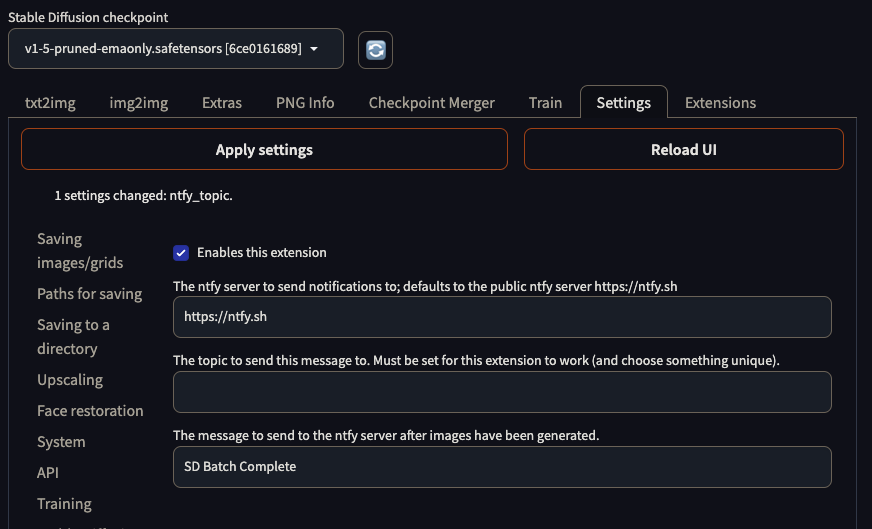 Stable Diffusion checkpoint
v1-5-pruned-emaonly.safetensors [6ce0161689]
txt2img img2img Extras PNG Info Checkpoint Merger Train Settings Extensions
Apply settings Reload UI
1 settings changed: ntfy_topic.
Saving
images/grids
Paths for saving
Saving to a
directory
Upscaling
Face restoration
System
API
Training
Enables this extension
The ntfy server to send notifications to; defaults to the public ntfy server https://ntfy.sh
https://ntfy.sh
The topic to send this message to. Must be set for this extension to work (and choose something unique).
The message to send to the ntfy server after images have been generated.
SD Batch Complete